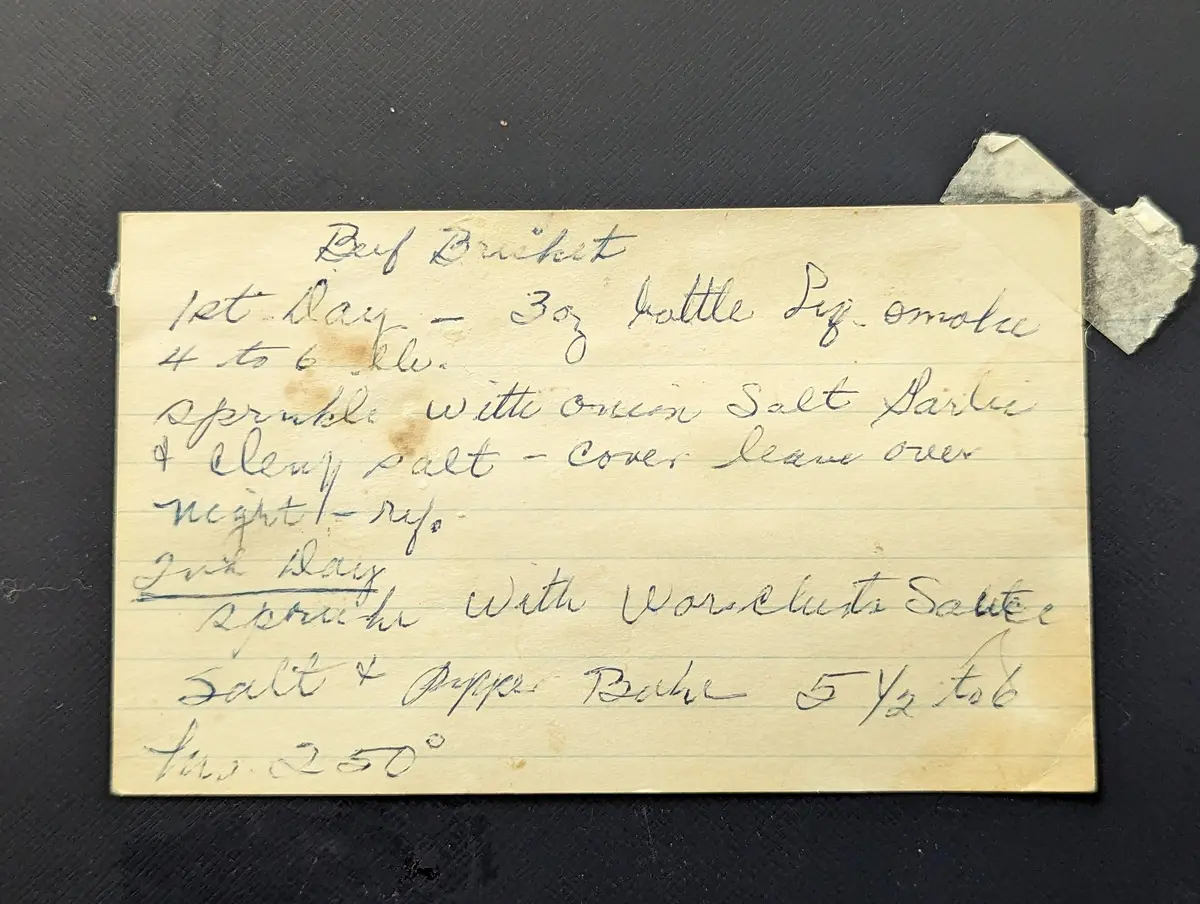 Beef Brisket
1st Day - 3oz bottle Liq. smoke
4 to 6 lb.
sprinkle with onion Salt Garlic
& Celery salt - cover leave over
night - ref.
2nd Day
sprinkle with Worchester Sauce
Salt & Pepper Bake 5 1/2 to 6
hrs. 250°